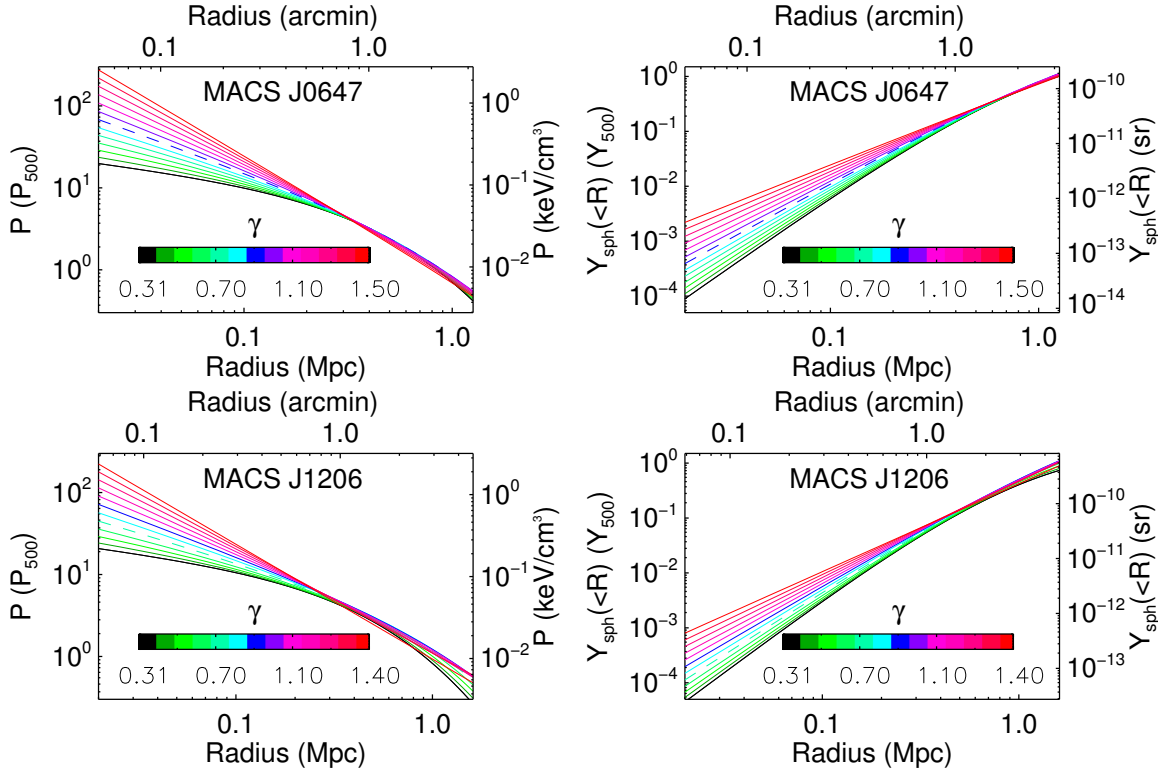 Radius (arcmin)
0.1 1.0
MACS J0647
P (P500)
10² 10¹ 10⁰
P (keV/cm³)
10⁰ 10⁻¹ 10⁻²
γ
0.31 0.70 1.10 1.50
0.1 1.0
Radius (Mpc)
Radius (arcmin)
0.1 1.0
MACS J0647
Ysph(<R) (Y500)
10⁰ 10⁻¹ 10⁻² 10⁻³ 10⁻⁴
Ysph(<R) (sr)
10⁻¹⁰ 10⁻¹¹ 10⁻¹² 10⁻¹³ 10⁻¹⁴
γ
0.31 0.70 1.10 1.50
0.1 1.0
Radius (Mpc)
Radius (arcmin)
0.1 1.0
MACS J1206
P (P500)
10² 10¹ 10⁰
P (keV/cm³)
10⁰ 10⁻¹ 10⁻²
γ
0.31 0.70 1.10 1.40
0.1 1.0
Radius (Mpc)
Radius (arcmin)
0.1 1.0
MACS J1206
Ysph(<R) (Y500)
10⁰ 10⁻¹ 10⁻² 10⁻³ 10⁻⁴
Ysph(<R) (sr)
10⁻¹⁰ 10⁻¹¹ 10⁻¹² 10⁻¹³
γ
0.31 0.70 1.10 1.40
0.1 1.0
Radius (Mpc)